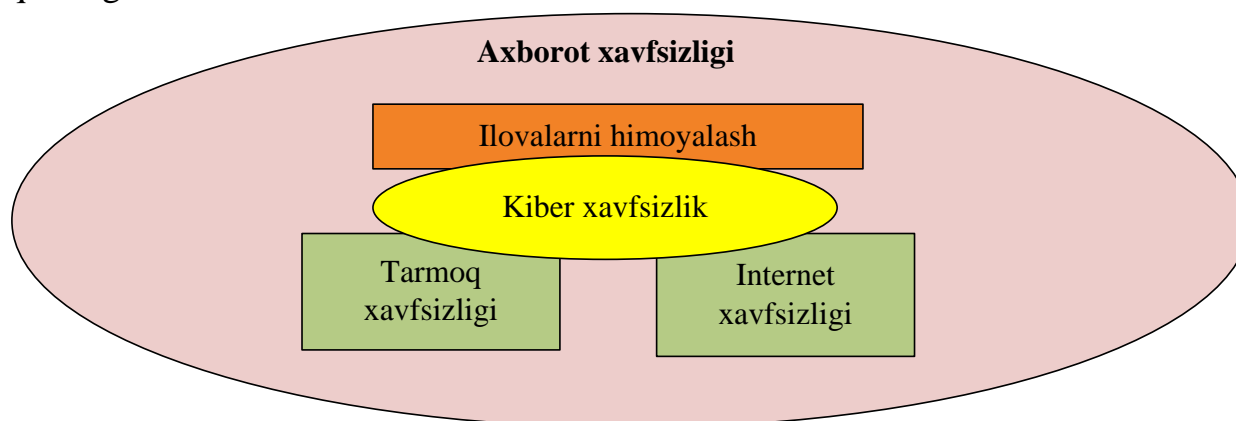 Axborot xavfsizligi
Ilovalarni himoyalash
Kiber xavfsizlik
Tarmoq
xavfsizligi
Internet
xavfsizligi